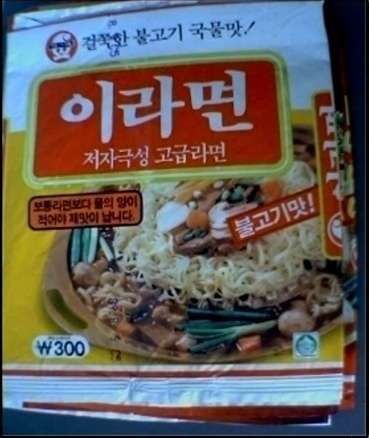 걸쭉한 불고기 국물맛!
이라면
저자극성 고급라면
보통라면보다 물의 양이
적어야 제맛이 납니다.
불고기맛!
₩300